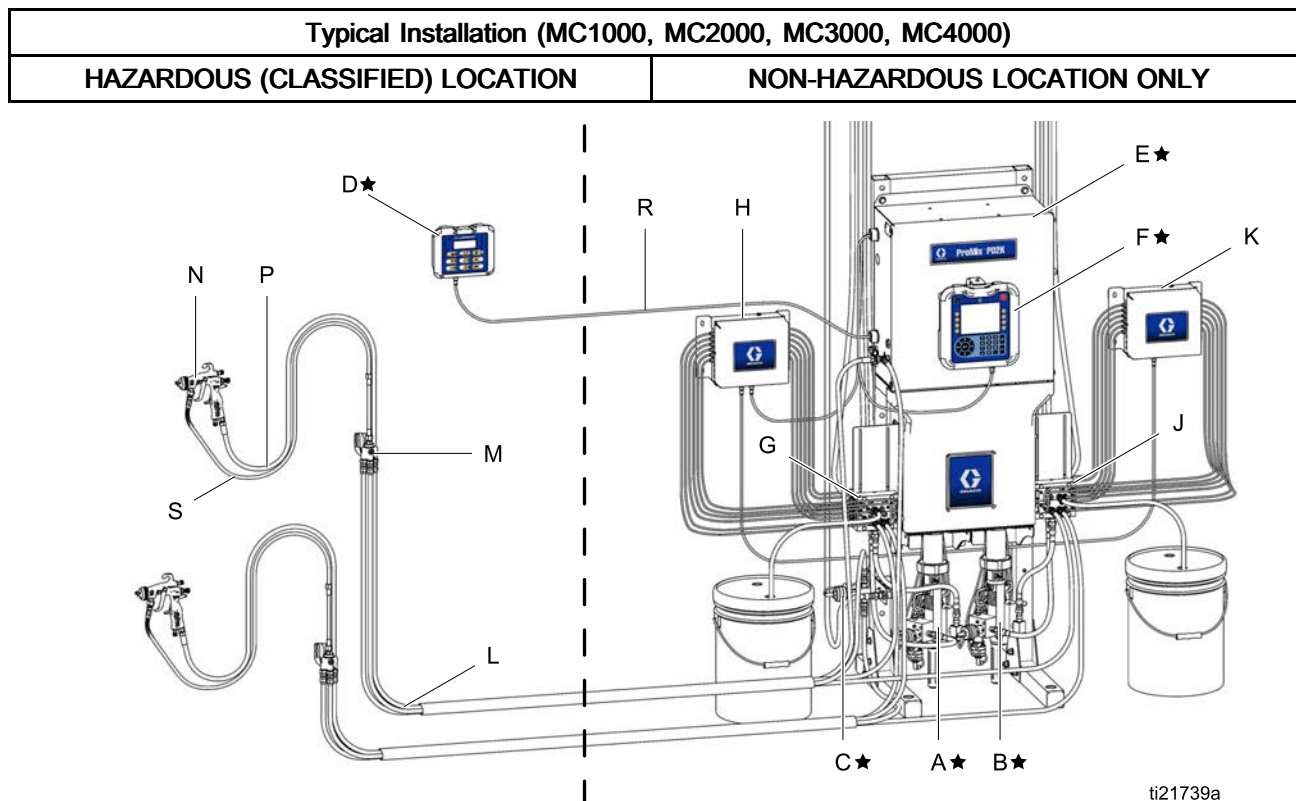 Typical Installation (MC1000, MC2000, MC3000, MC4000)
HAZARDOUS (CLASSIFIED) LOCATION
NON-HAZARDOUS LOCATION ONLY
E★
D★
R
H
F★
K
ProMix PD2K
N
P
G
J
M
S
L
C★
A★
B★
ti21739a